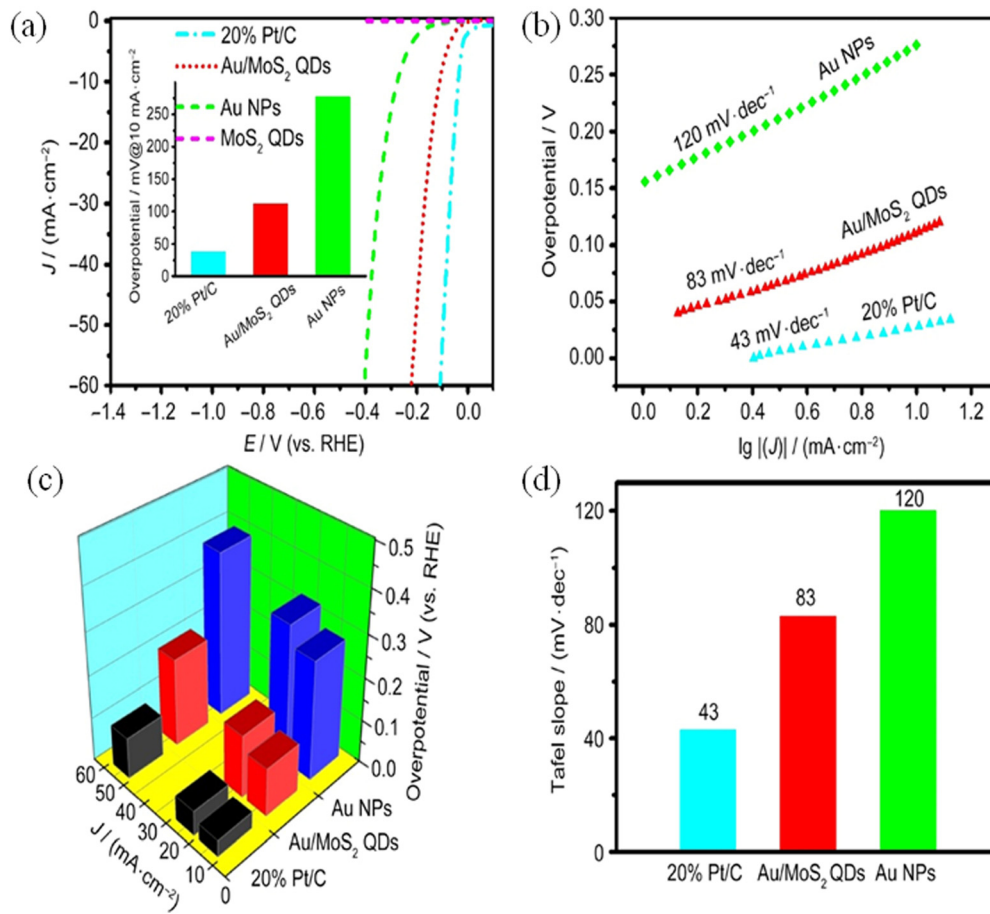 (a)
0
−10
−20
−30
−40
−50
−60
J / (mA·cm⁻²)
−1.4 −1.2 −1.0 −0.8 −0.6 −0.4 −0.2 0.0
E / V (vs. RHE)
20% Pt/C
Au/MoS₂ QDs
Au NPs
MoS₂ QDs
Overpotential / mV@10 mA·cm⁻²
250
200
150
100
50
0
20% Pt/C
Au/MoS₂ QDs
Au NPs
(b)
0.30
0.25
0.20
0.15
0.10
0.05
0.00
Overpotential / V
Au NPs
120 mV·dec⁻¹
Au/MoS₂ QDs
83 mV·dec⁻¹
20% Pt/C
43 mV·dec⁻¹
0.0 0.2 0.4 0.6 0.8 1.0 1.2
lg |(J)| / (mA·cm⁻²)
(c)
0.5
0.4
0.3
0.2
0.1
0.0
Overpotential / V (vs. RHE)
60
50
40
30
20
10
0
J / (mA·cm⁻²)
Au NPs
Au/MoS₂ QDs
20% Pt/C
(d)
120
80
40
0
Tafel slope / (mV·dec⁻¹)
43
83
120
20% Pt/C Au/MoS₂ QDs Au NPs